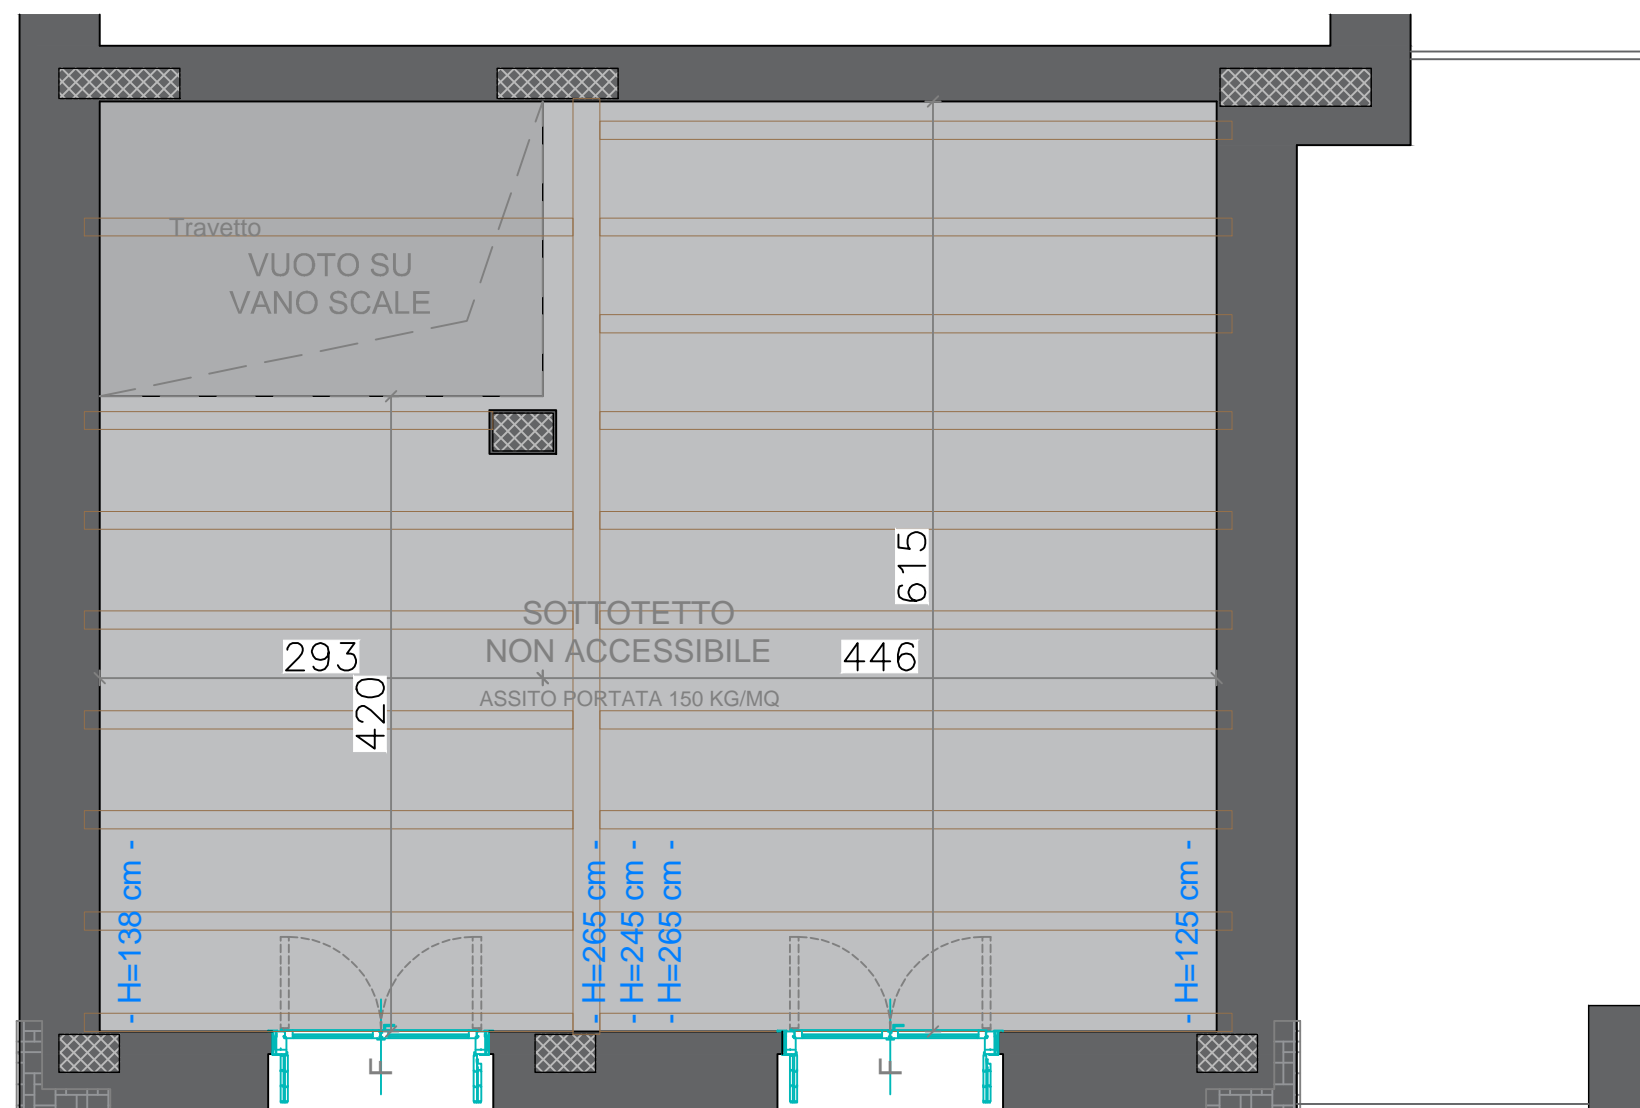 Travetto
VUOTO SU
VANO SCALE
615
SOTTOTETTO
NON ACCESSIBILE
293
446
420
ASSITO PORTATA 150 KG/MQ
- H=138 cm -
- H=265 cm -
- H=245 cm -
- H=265 cm -
- H=125 cm -
F
F